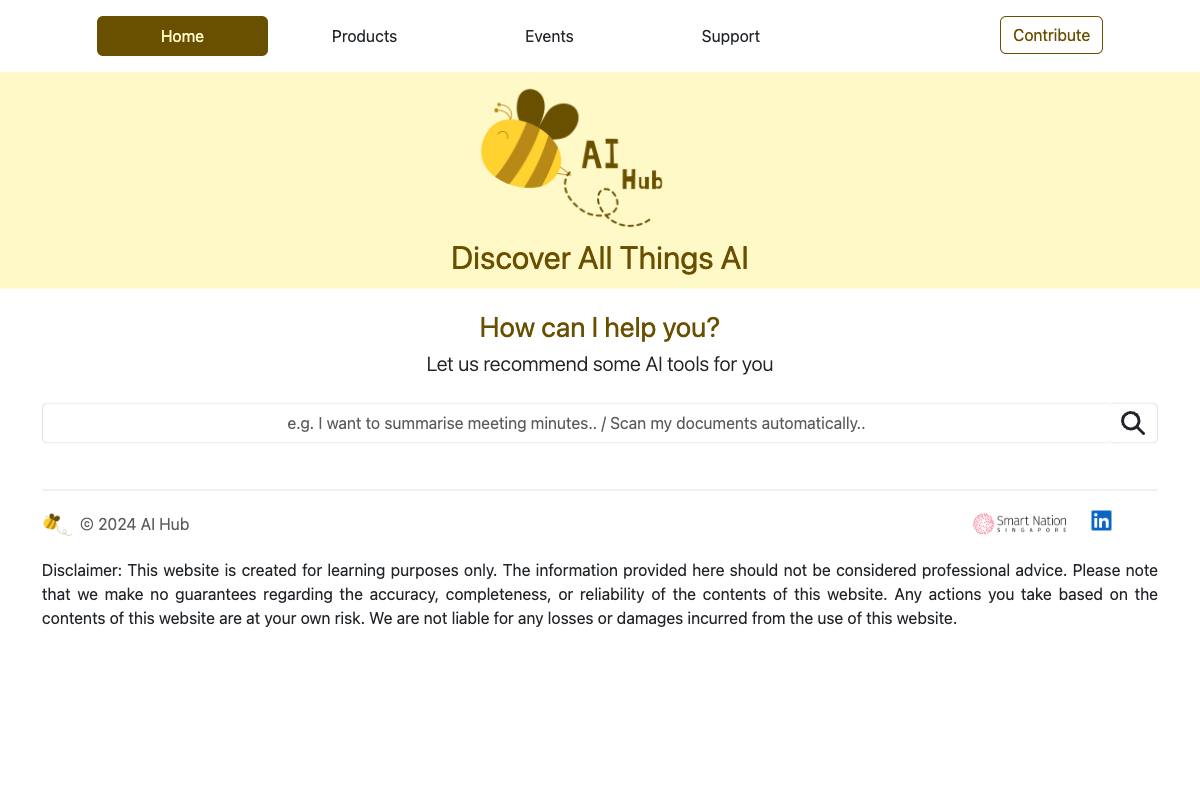 Home
Products
Events
Support
Contribute
AI
Hub
Discover All Things AI
How can I help you?
Let us recommend some AI tools for you
e.g. I want to summarise meeting minutes.. / Scan my documents automatically..
© 2024 AI Hub
Smart Nation
SINGAPORE
in
Disclaimer: This website is created for learning purposes only. The information provided here should not be considered professional advice. Please note
that we make no guarantees regarding the accuracy, completeness, or reliability of the contents of this website. Any actions you take based on the
contents of this website are at your own risk. We are not liable for any losses or damages incurred from the use of this website.